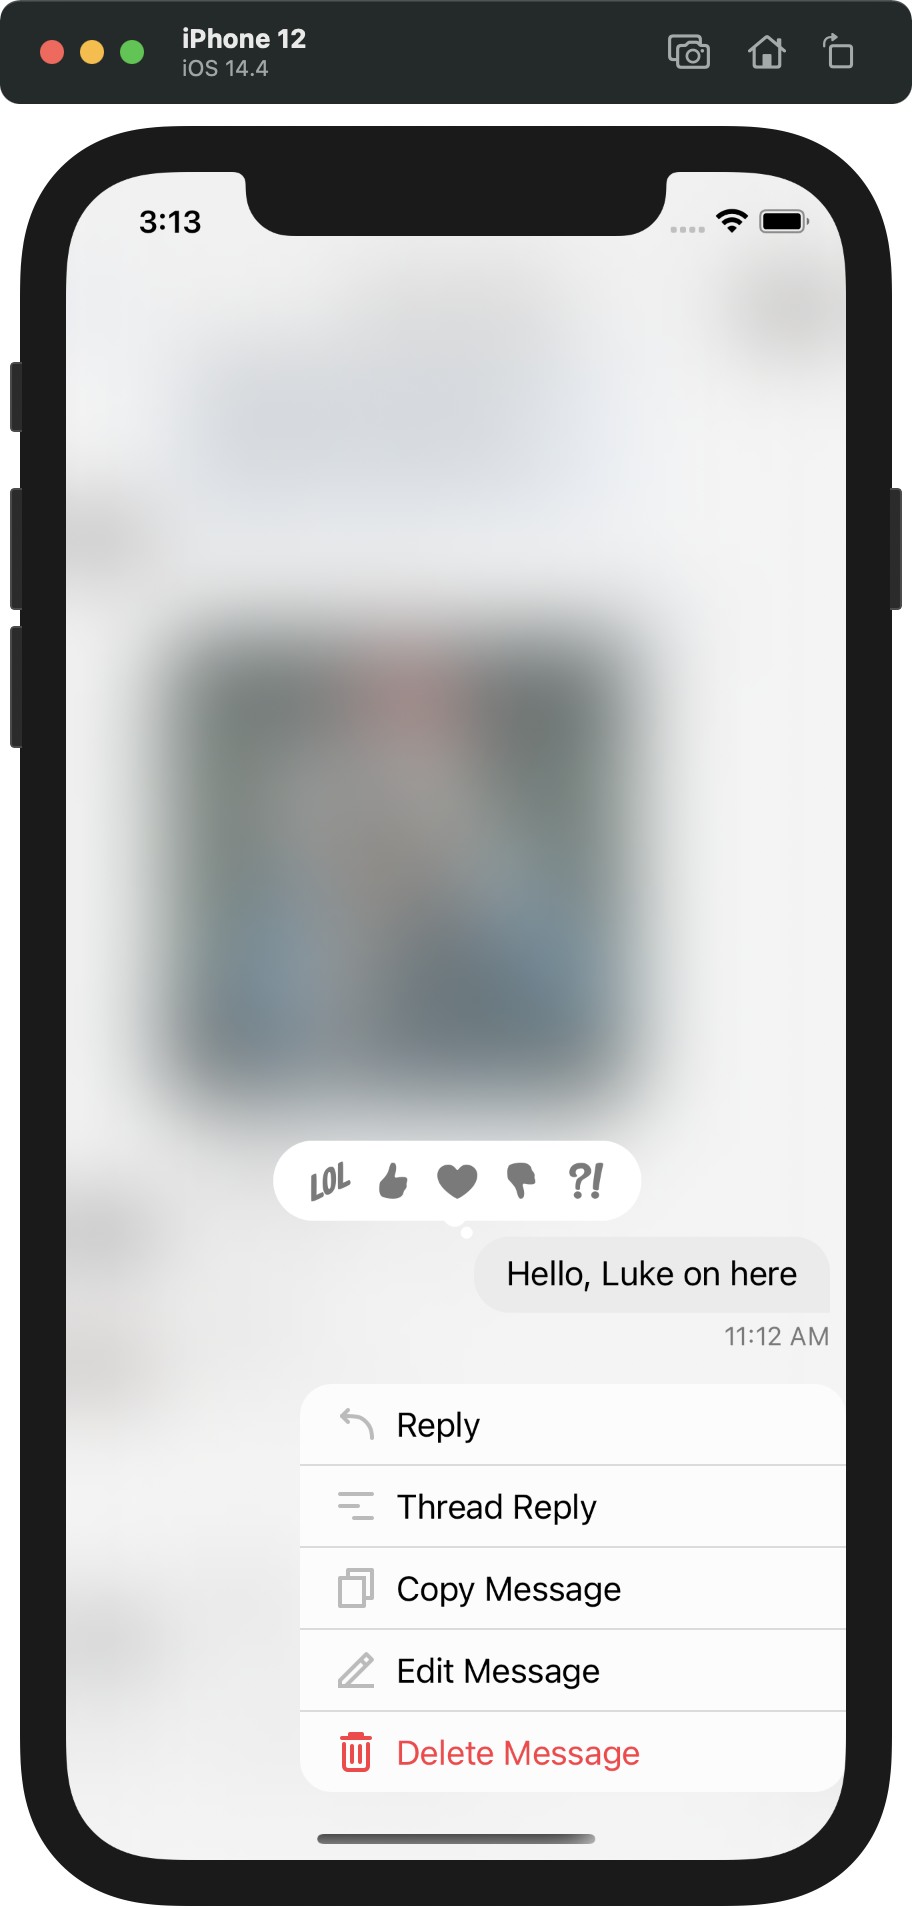 iPhone 12
iOS 14.4
3:13
LOL
?!
Hello, Luke on here
11:12 AM
Reply
Thread Reply
Copy Message
Edit Message
Delete Message